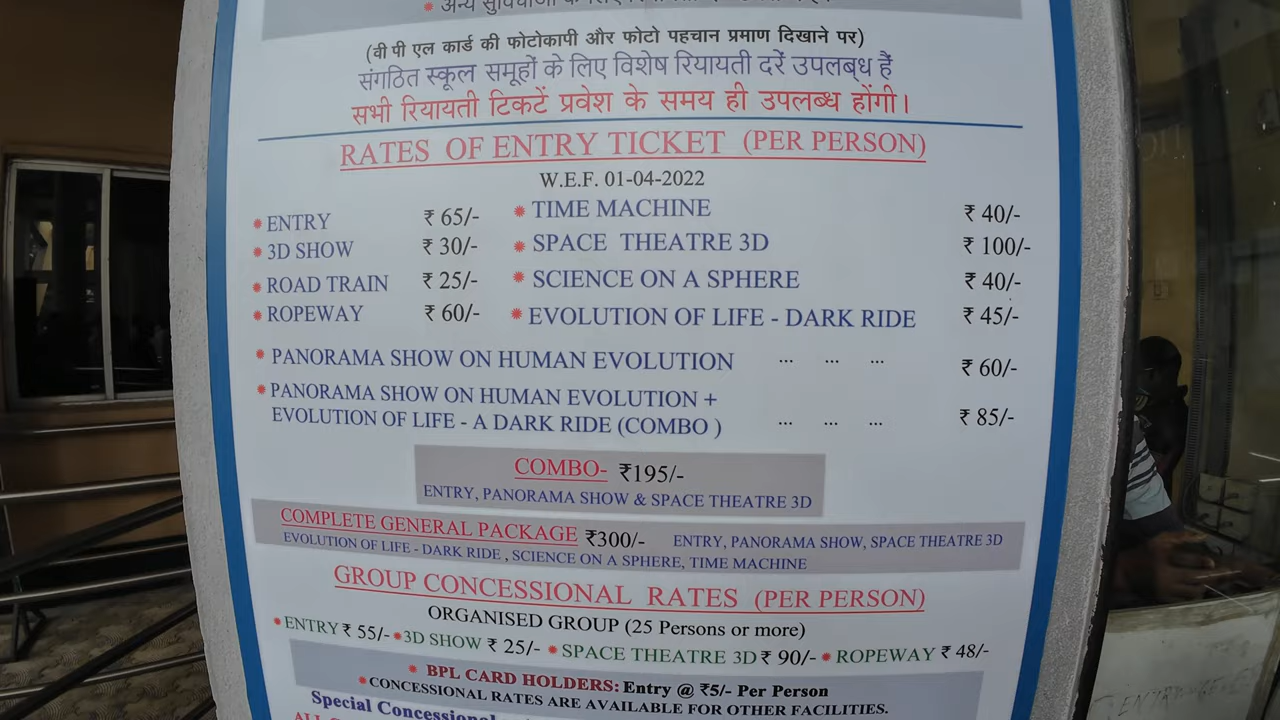 अन्य सुविधाओं के लिए
(वी पी एल कार्ड की फोटोकापी और फोटो पहचान प्रमाण दिखाने पर)
संगठित स्कूल समूहों के लिए विशेष रियायती दरें उपलब्ध हैं
सभी रियायती टिकटें प्रवेश के समय ही उपलब्ध होंगी।
RATES OF ENTRY TICKET (PER PERSON)
W.E.F. 01-04-2022
ENTRY ₹ 65/- TIME MACHINE ₹ 40/-
3D SHOW ₹ 30/- SPACE THEATRE 3D ₹ 100/-
ROAD TRAIN ₹ 25/- SCIENCE ON A SPHERE ₹ 40/-
ROPEWAY ₹ 60/- EVOLUTION OF LIFE - DARK RIDE ₹ 45/-
PANORAMA SHOW ON HUMAN EVOLUTION ... ... ... ₹ 60/-
PANORAMA SHOW ON HUMAN EVOLUTION +
EVOLUTION OF LIFE - A DARK RIDE (COMBO ) ... ... ... ₹ 85/-
COMBO- ₹195/-
ENTRY, PANORAMA SHOW & SPACE THEATRE 3D
COMPLETE GENERAL PACKAGE ₹300/- ENTRY, PANORAMA SHOW, SPACE THEATRE 3D
EVOLUTION OF LIFE - DARK RIDE , SCIENCE ON A SPHERE, TIME MACHINE
GROUP CONCESSIONAL RATES (PER PERSON)
ORGANISED GROUP (25 Persons or more)
ENTRY ₹ 55/- 3D SHOW ₹ 25/- SPACE THEATRE 3D ₹ 90/- ROPEWAY ₹ 48/-
BPL CARD HOLDERS: Entry @ ₹5/- Per Person
CONCESSIONAL RATES ARE AVAILABLE FOR OTHER FACILITIES.
Special Concessional